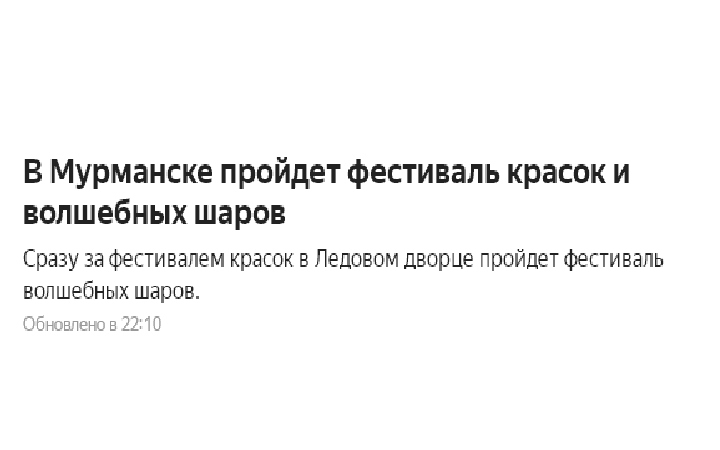 В Мурманске пройдет фестиваль красок и
волшебных шаров
Сразу за фестивалем красок в Ледовом дворце пройдет фестиваль
волшебных шаров.
Обновлено в 22:10